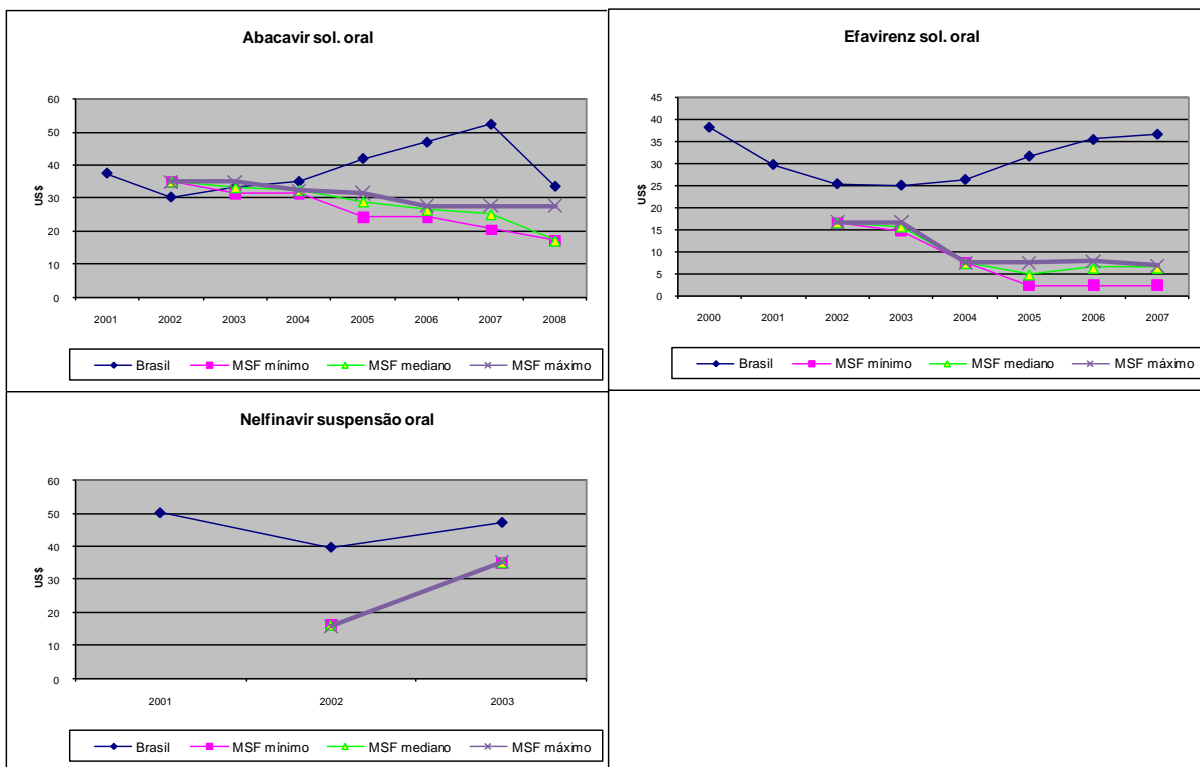 Abacavir sol. oral
60
50
40
30
20
10
0
US$
2001 2002 2003 2004 2005 2006 2007 2008
Brasil MSF mínimo MSF mediano MSF máximo
Efavirenz sol. oral
45
40
35
30
25
20
15
10
5
0
US$
2000 2001 2002 2003 2004 2005 2006 2007
Brasil MSF mínimo MSF mediano MSF máximo
Nelfinavir suspensão oral
60
50
40
30
20
10
0
US$
2001 2002 2003
Brasil MSF mínimo MSF mediano MSF máximo